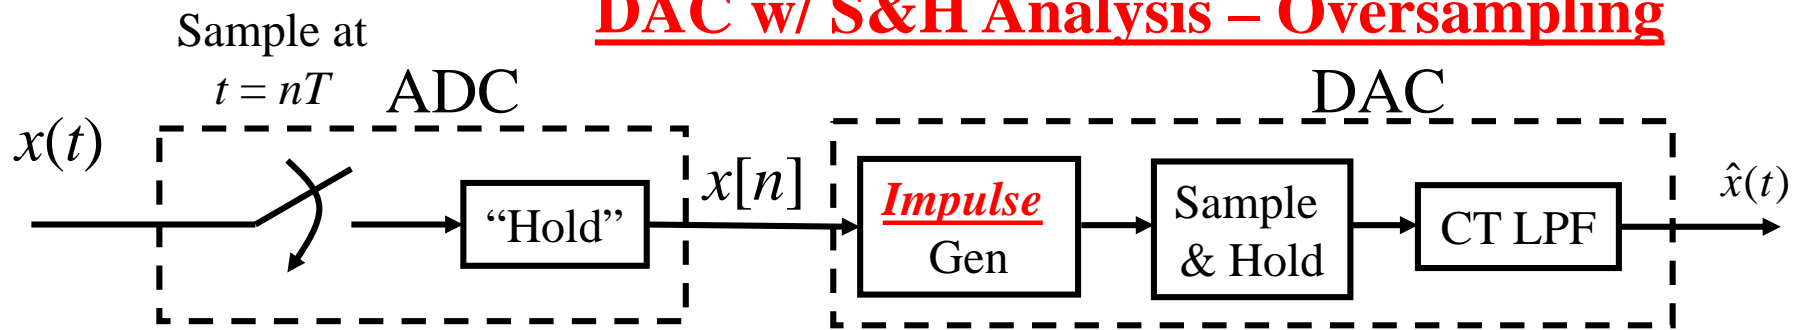 DAC w/ S&H Analysis – Oversampling
Sample at
t = nT
ADC
DAC
x(t)
“Hold”
x[n]
Impulse
Gen
Sample
& Hold
CT LPF
x̂(t)